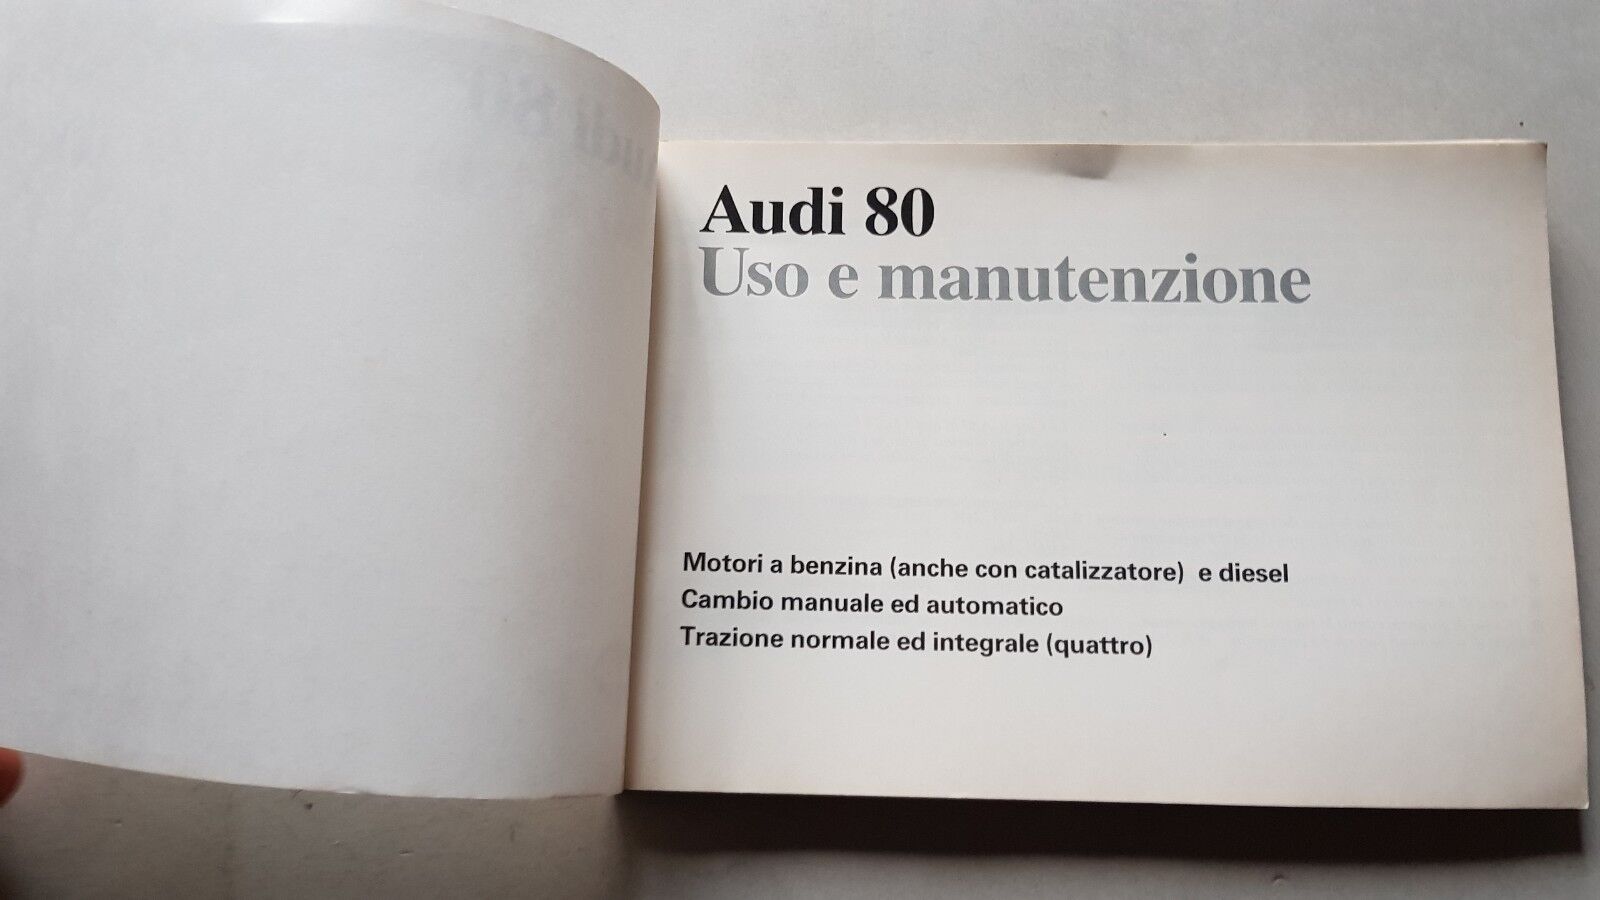 Audi 80
Uso e manutenzione
Motori a benzina (anche con catalizzatore) e diesel
Cambio manuale ed automatico
Trazione normale ed integrale (quattro)